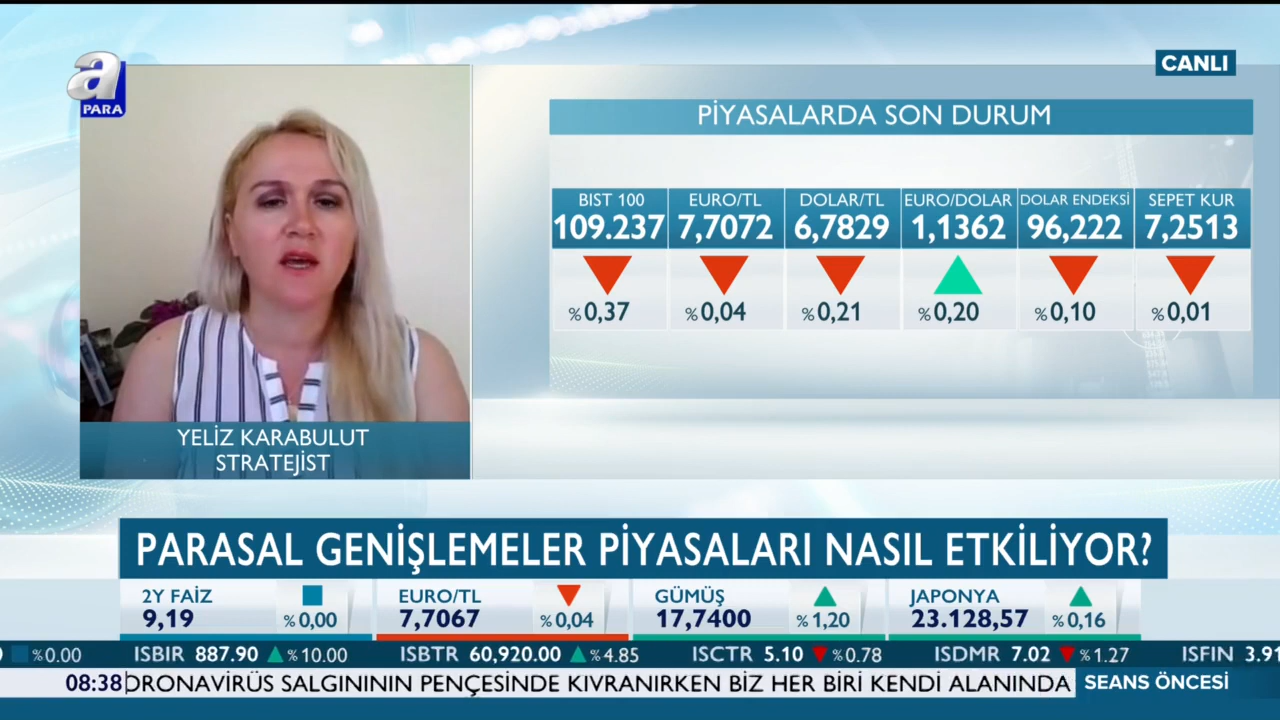 a
PARA
CANLI
PİYASALARDA SON DURUM
BIST 100 EURO/TL DOLAR/TL EURO/DOLAR DOLAR ENDEKSİ SEPET KUR
109.237 7,7072 6,7829 1,1362 96,222 7,2513
%0,37 %0,04 %0,21 %0,20 %0,10 %0,01
YELİZ KARABULUT
STRATEJİST
PARASAL GENİŞLEMELER PİYASALARI NASIL ETKİLİYOR?
2Y FAİZ EURO/TL GÜMÜŞ JAPONYA
9,19 %0,00 7,7067 %0,04 17,7400 %1,20 23.128,57 %0,16
%0.00 ISBIR 887.90 %10.00 ISBTR 60,920.00 %4.85 ISCTR 5.10 %0.78 ISDMR 7.02 %1.27 ISFIN 3.91
08:38 ORONAVİRÜS SALGINININ PENÇESİNDE KIVRANIRKEN BİZ HER BİRİ KENDİ ALANINDA SEANS ÖNCESİ